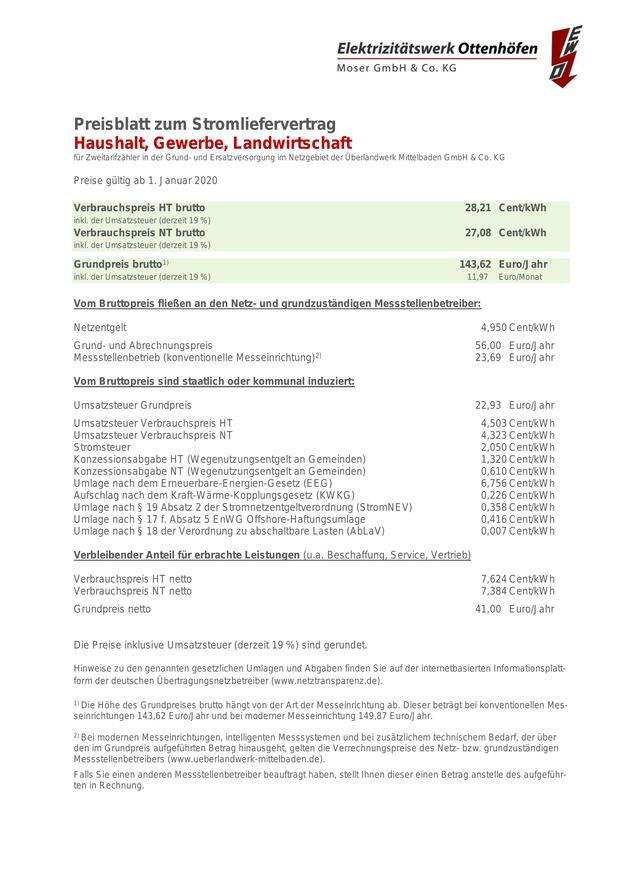 Elektrizitätswerk Ottenhöfen
Moser GmbH & Co. KG
EWO
Preisblatt zum Stromliefervertrag
Haushalt, Gewerbe, Landwirtschaft
für Zweitarifzähler in der Grund- und Ersatzversorgung im Netzgebiet der Überlandwerk Mittelbaden GmbH & Co. KG
Preise gültig ab 1. Januar 2020
Verbrauchspreis HT brutto 28,21 Cent/kWh
inkl. der Umsatzsteuer (derzeit 19 %)
Verbrauchspreis NT brutto 27,08 Cent/kWh
inkl. der Umsatzsteuer (derzeit 19 %)
Grundpreis brutto1) 143,62 Euro/Jahr
inkl. der Umsatzsteuer (derzeit 19 %) 11,97 Euro/Monat
Vom Bruttopreis fließen an den Netz- und grundzuständigen Messstellenbetreiber:
Netzentgelt 4,950 Cent/kWh
Grund- und Abrechnungspreis 56,00 Euro/Jahr
Messstellenbetrieb (konventionelle Messeinrichtung)2) 23,69 Euro/Jahr
Vom Bruttopreis sind staatlich oder kommunal induziert:
Umsatzsteuer Grundpreis 22,93 Euro/Jahr
Umsatzsteuer Verbrauchspreis HT 4,503 Cent/kWh
Umsatzsteuer Verbrauchspreis NT 4,323 Cent/kWh
Stromsteuer 2,050 Cent/kWh
Konzessionsabgabe HT (Wegenutzungsentgelt an Gemeinden) 1,320 Cent/kWh
Konzessionsabgabe NT (Wegenutzungsentgelt an Gemeinden) 0,610 Cent/kWh
Umlage nach dem Erneuerbare-Energien-Gesetz (EEG) 6,756 Cent/kWh
Aufschlag nach dem Kraft-Wärme-Kopplungsgesetz (KWKG) 0,226 Cent/kWh
Umlage nach § 19 Absatz 2 der Stromnetzentgeltverordnung (StromNEV) 0,358 Cent/kWh
Umlage nach § 17 f. Absatz 5 EnWG Offshore-Haftungsumlage 0,416 Cent/kWh
Umlage nach § 18 der Verordnung zu abschaltbare Lasten (AbLaV) 0,007 Cent/kWh
Verbleibender Anteil für erbrachte Leistungen (u.a. Beschaffung, Service, Vertrieb)
Verbrauchspreis HT netto 7,624 Cent/kWh
Verbrauchspreis NT netto 7,384 Cent/kWh
Grundpreis netto 41,00 Euro/Jahr
Die Preise inklusive Umsatzsteuer (derzeit 19 %) sind gerundet.
Hinweise zu den genannten gesetzlichen Umlagen und Abgaben finden Sie auf der internetbasierten Informationsplatt-
form der deutschen Übertragungsnetzbetreiber (www.netztransparenz.de).
1) Die Höhe des Grundpreises brutto hängt von der Art der Messeinrichtung ab. Dieser beträgt bei konventionellen Mes-
seinrichtungen 143,62 Euro/Jahr und bei moderner Messeinrichtung 149,87 Euro/Jahr.
2) Bei modernen Messeinrichtungen, intelligenten Messsystemen und bei zusätzlichem technischem Bedarf, der über
den im Grundpreis aufgeführten Betrag hinausgeht, gelten die Verrechnungspreise des Netz- bzw. grundzuständigen
Messstellenbetreibers (www.ueberlandwerk-mittelbaden.de).
Falls Sie einen anderen Messstellenbetreiber beauftragt haben, stellt Ihnen dieser einen Betrag anstelle des aufgeführ-
ten in Rechnung.